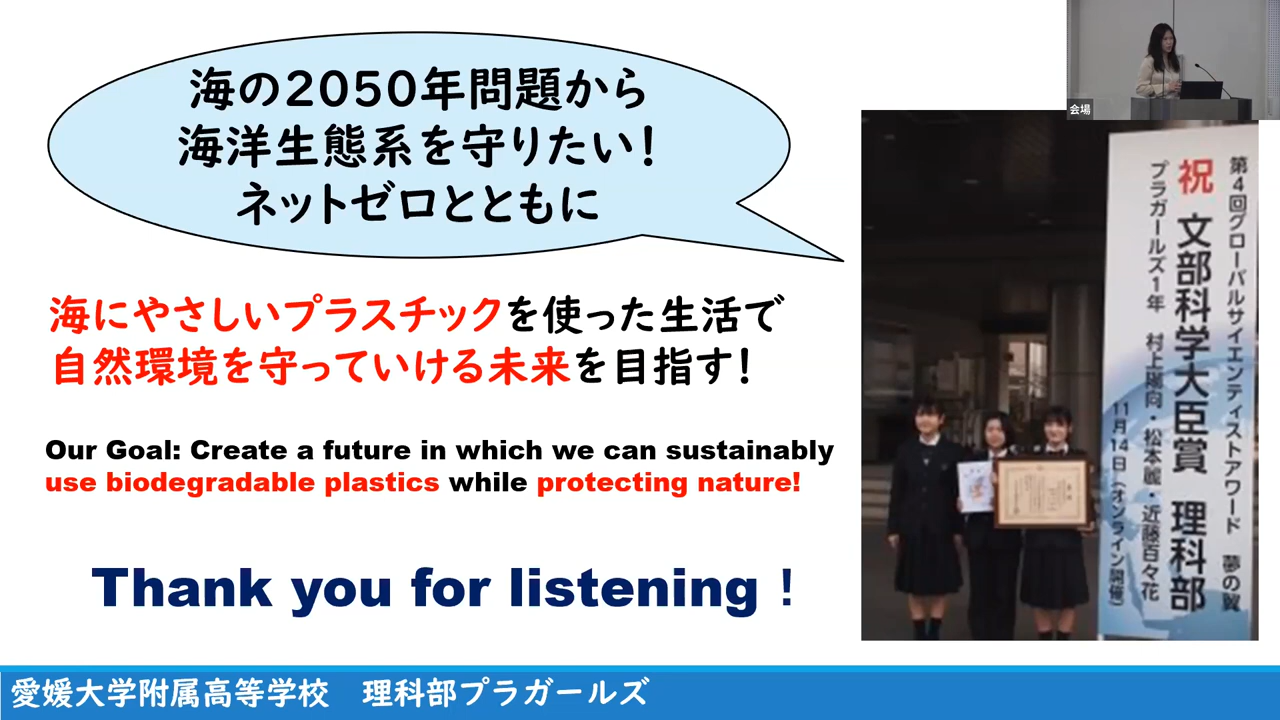 海の2050年問題から
海洋生態系を守りたい!
ネットゼロとともに
会場
海にやさしいプラスチックを使った生活で
自然環境を守っていける未来を目指す!
Our Goal: Create a future in which we can sustainably
use biodegradable plastics while protecting nature!
Thank you for listening !
第4回グローバルサイエンティストアワード 夢の翼
祝 文部科学大臣賞 理科部
プラガールズ1年 村上陽向・松本麗・近藤百々花
11月14日(オンライン開催)
愛媛大学附属高等学校 理科部プラガールズ